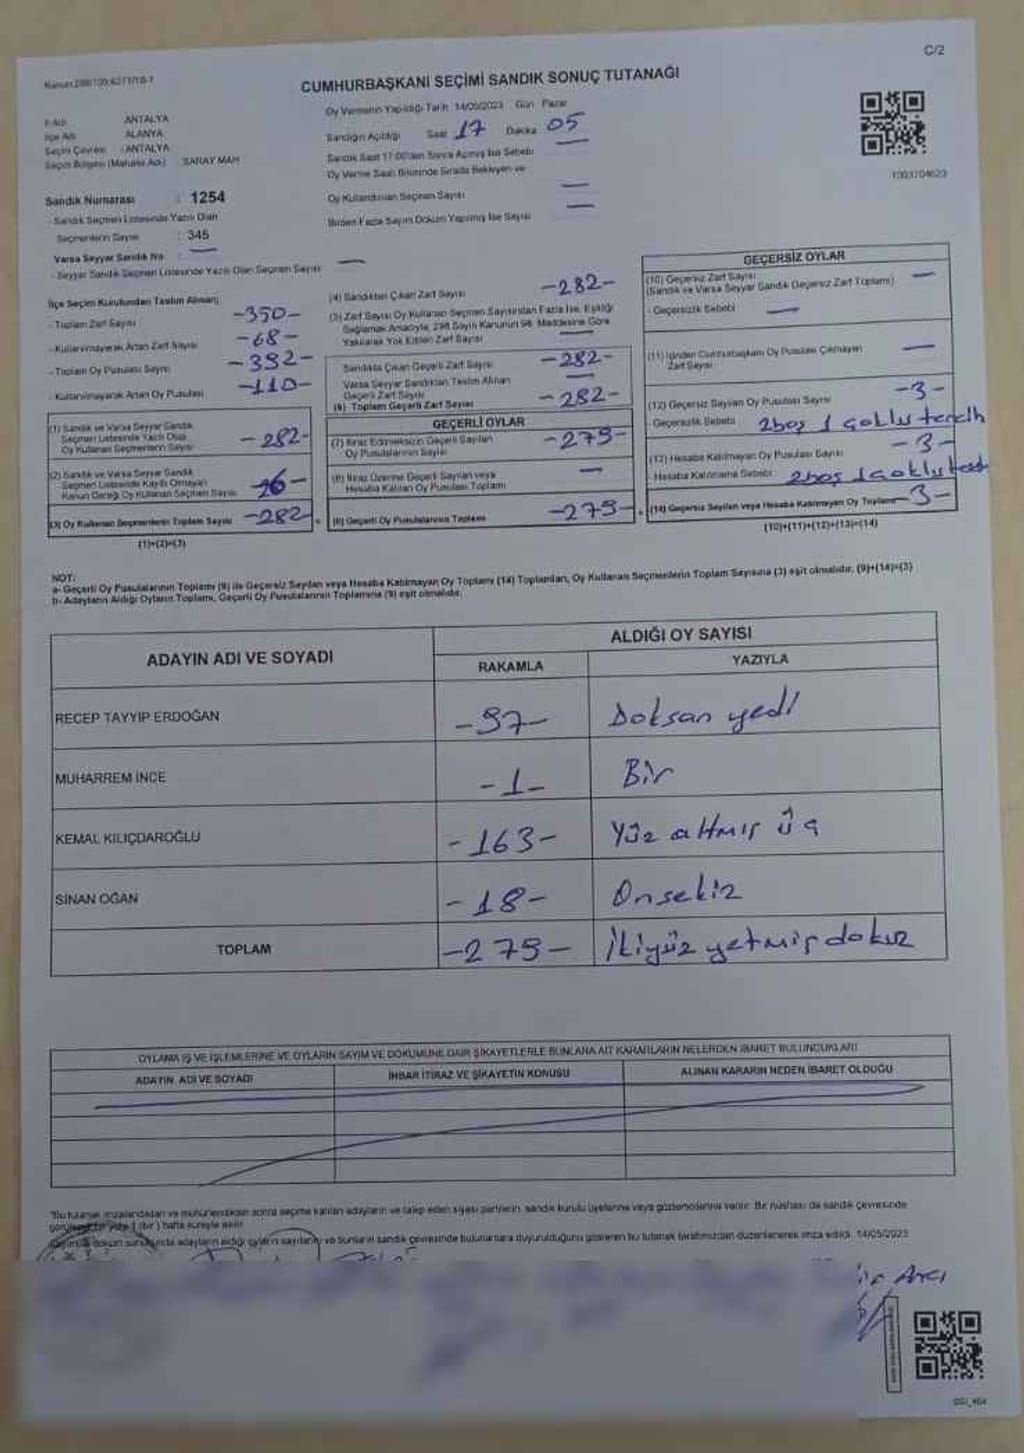 C/2
CUMHURBAŞKANI SEÇİMİ SANDIK SONUÇ TUTANAĞI
Oy Vermenin Yapıldığı Tarih 14/05/2023 Gün Pazar
İl Adı ANTALYA
İlçe Adı ALANYA
Seçim Çevresi : ANTALYA
Seçim Bölgesi (Mahalle Adı) SARAY MAH
Sandık Numarası : 1254
- Sandık Seçmen Listesinde Yazılı Olan
Seçmenlerin Sayısı : 345
Varsa Seyyar Sandık No : —
- Seyyar Sandık Seçmen Listesinde Yazılı Olan Seçmen Sayısı —
Sandığın Açıldığı Saat 17 Dakika 05
Sandık Saat 17.00'den Sonra Açılmış İse Sebebi —
Oy Verme Saati Bitiminde Sırada Bekleyen ve
Oy Kullandırılan Seçmen Sayısı —
Birden Fazla Sayım Döküm Yapılmış İse Sayısı —
1003704623
İlçe Seçim Kurulundan Teslim Alınan;
- Toplam Zarf Sayısı -350-
- Kullanılmayarak Artan Zarf Sayısı -68-
- Toplam Oy Pusulası Sayısı -392-
- Kullanılmayarak Artan Oy Pusulası -110-
(1) Sandık ve Varsa Seyyar Sandık
Seçmen Listesinde Yazılı Olup
Oy Kullanan Seçmenlerin Sayısı -282-
(2) Sandık ve Varsa Seyyar Sandık
Seçmen Listesinde Kayıtlı Olmayan
Kanun Gereği Oy Kullanan Seçmen Sayısı
(3) Oy Kullanan Seçmenlerin Toplam Sayısı -282-
(1)+(2)=(3)
(4) Sandıktan Çıkan Zarf Sayısı -282-
(5) Zarf Sayısı Oy Kullanan Seçmen Sayısından Fazla İse, Eşitliği
Sağlamak Amacıyla, 298 Sayılı Kanunun 98. Maddesine Göre
Yakılarak Yok Edilen Zarf Sayısı —
Sandıkta Çıkan Geçerli Zarf Sayısı -282-
Varsa Seyyar Sandıktan Teslim Alınan
Geçerli Zarf Sayısı —
(6) Toplam Geçerli Zarf Sayısı -282-
GEÇERLİ OYLAR
(7) İtiraz Edilmeksizin Geçerli Sayılan
Oy Pusulalarının Sayısı -279-
(8) İtiraz Üzerine Geçerli Sayılan veya
Hesaba Katılan Oy Pusulası Toplamı —
(9) Geçerli Oy Pusulalarının Toplamı -279-
GEÇERSİZ OYLAR
(10) Geçersiz Zarf Sayısı —
(Sandık ve Varsa Seyyar Sandık Geçersiz Zarf Toplamı)
- Geçersizlik Sebebi —
(11) İçinden Cumhurbaşkanı Oy Pusulası Çıkmayan
Zarf Sayısı —
(12) Geçersiz Sayılan Oy Pusulası Sayısı -3-
Geçersizlik Sebebi 2boş 1 çoklu tercih
(13) Hesaba Katılmayan Oy Pusulası Sayısı -3-
Hesaba Katılmama Sebebi 2boş 1çoklu
(14) Geçersiz Sayılan veya Hesaba Katılmayan Oy Toplamı -3-
(10)+(11)+(12)+(13)=(14)
NOT:
a- Geçerli Oy Pusulalarının Toplamı (9) ile Geçersiz Sayılan veya Hesaba Katılmayan Oy Toplamı (14) Toplamları, Oy Kullanan Seçmenlerin Toplam Sayısına (3) eşit olmalıdır. (9)+(14)=(3)
b- Adayların Aldığı Oyların Toplamı, Geçerli Oy Pusulalarının Toplamına (9) eşit olmalıdır.
ADAYIN ADI VE SOYADI ALDIĞI OY SAYISI
RAKAMLA YAZIYLA
RECEP TAYYİP ERDOĞAN -97- Doksan yedi
MUHARREM İNCE -1- Bir
KEMAL KILIÇDAROĞLU -163- Yüz altmış üç
SİNAN OĞAN -18- Onsekiz
TOPLAM -279- İkiyüz yetmiş dokuz
OYLAMA İŞ VE İŞLEMLERİNE VE OYLARIN SAYIM VE DÖKÜMÜNE DAİR ŞİKAYETLERLE BUNLARA AİT KARARLARIN NELERDEN İBARET BULUNDUKLARI
ADAYIN ADI VE SOYADI İHBAR İTİRAZ VE ŞİKAYETİN KONUSU ALINAN KARARIN NEDEN İBARET OLDUĞU
İşbu tutanak imzalandıktan ve mühürlendikten sonra seçime katılan adayların ve talep eden siyasi partilerin sandık kurulu üyelerine veya gözlemcilerine verilir. Bir nüshası da sandık çevresinde
görülecek bir yere 1 (bir) hafta süreyle asılır.
Sayım ve döküm sonucunda adayların aldığı oyların sayılarını ve bunların sandık çevresinde bulunanlara duyurulduğunu gösteren bu tutanak tarafımızdan düzenlenerek imza edildi. 14/05/2023
Avcı